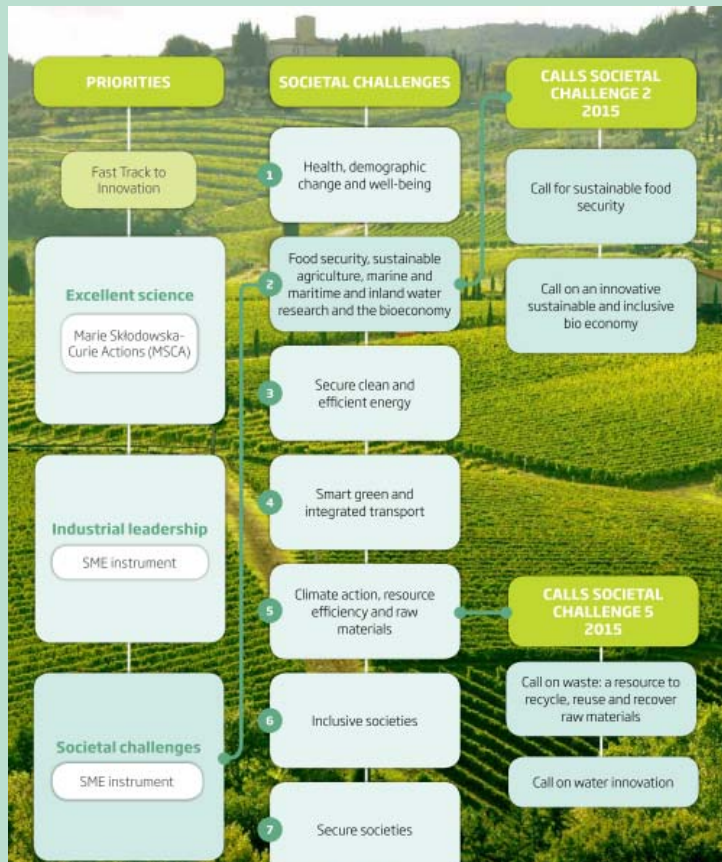 PRIORITIES
Fast Track to
Innovation
Excellent science
Marie Skłodowska-
Curie Actions (MSCA)
Industrial leadership
SME instrument
Societal challenges
SME instrument
SOCIETAL CHALLENGES
1
Health, demographic
change and well-being
2
Food security, sustainable
agriculture, marine and
maritime and inland water
research and the bioeconomy
3
Secure clean and
efficient energy
4
Smart green and
integrated transport
5
Climate action, resource
efficiency and raw
materials
6
Inclusive societies
7
Secure societies
CALLS SOCIETAL
CHALLENGE 2
2015
Call for sustainable food
security
Call on an innovative
sustainable and inclusive
bio economy
CALLS SOCIETAL
CHALLENGE 5
2015
Call on waste: a resource to
recycle, reuse and recover
raw materials
Call on water innovation